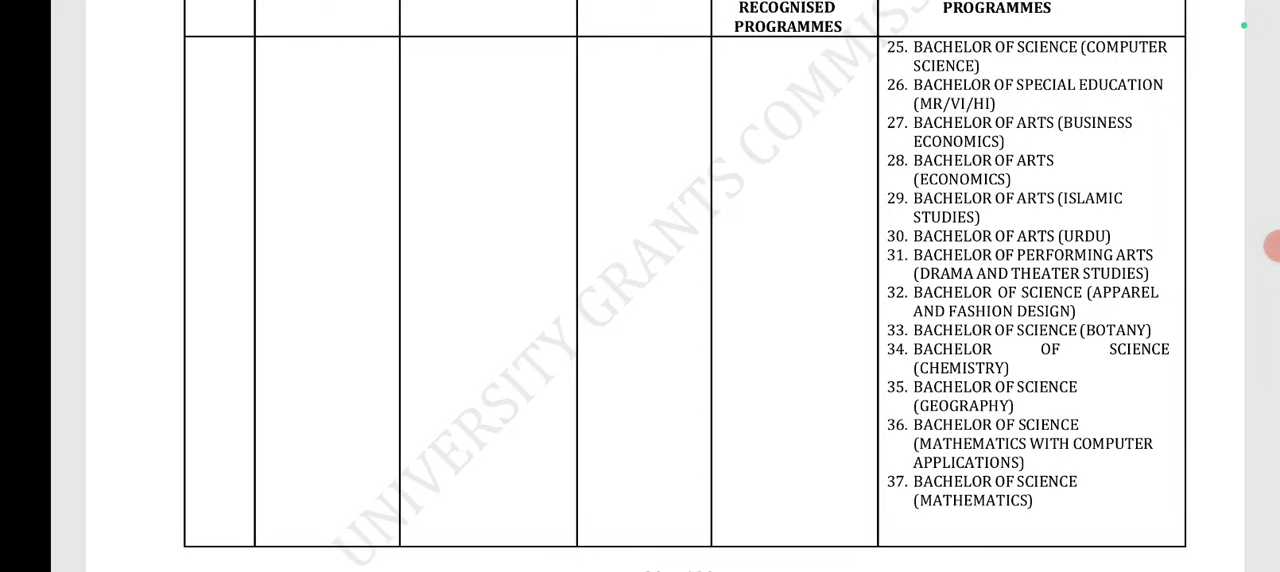 RECOGNISED
PROGRAMMES
PROGRAMMES
25. BACHELOR OF SCIENCE (COMPUTER
SCIENCE)
26. BACHELOR OF SPECIAL EDUCATION
(MR/VI/HI)
27. BACHELOR OF ARTS (BUSINESS
ECONOMICS)
28. BACHELOR OF ARTS
(ECONOMICS)
29. BACHELOR OF ARTS (ISLAMIC
STUDIES)
30. BACHELOR OF ARTS (URDU)
31. BACHELOR OF PERFORMING ARTS
(DRAMA AND THEATER STUDIES)
32. BACHELOR OF SCIENCE (APPAREL
AND FASHION DESIGN)
33. BACHELOR OF SCIENCE (BOTANY)
34. BACHELOR OF SCIENCE
(CHEMISTRY)
35. BACHELOR OF SCIENCE
(GEOGRAPHY)
36. BACHELOR OF SCIENCE
(MATHEMATICS WITH COMPUTER
APPLICATIONS)
37. BACHELOR OF SCIENCE
(MATHEMATICS)
UNIVERSITY GRANTS COMMISS